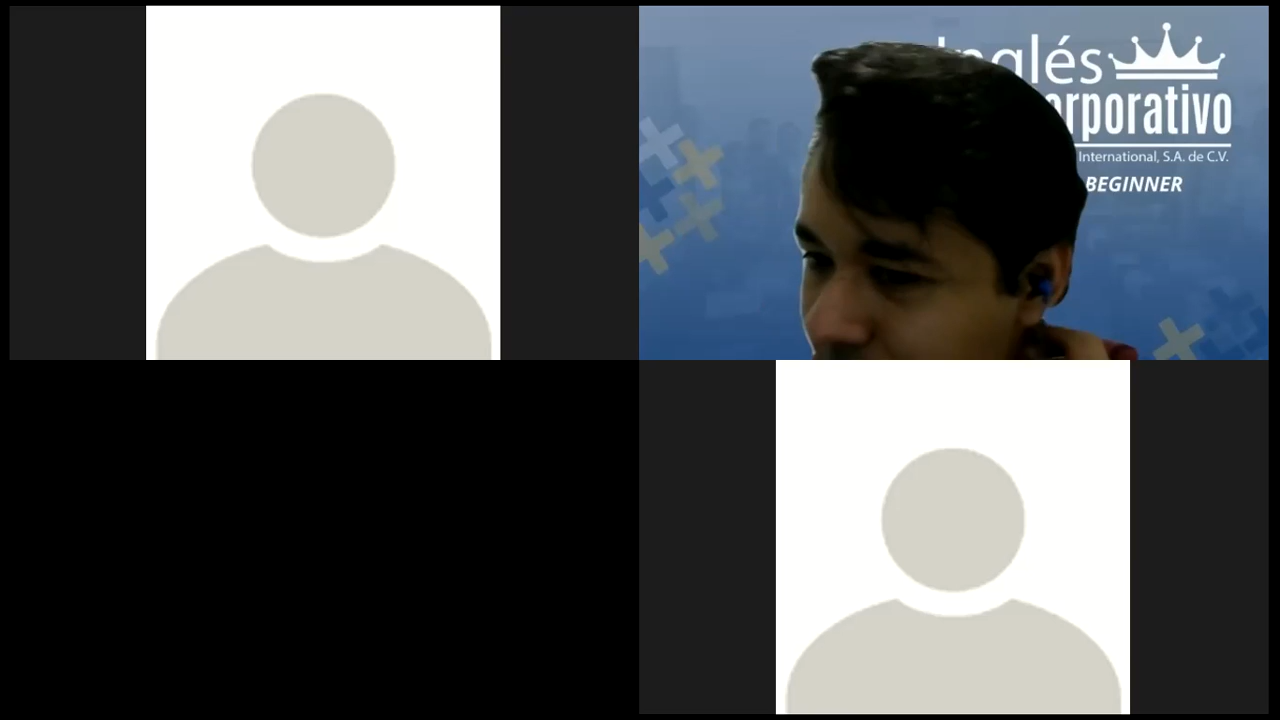 Inglés
orporativo
International, S.A. de C.V.
BEGINNER